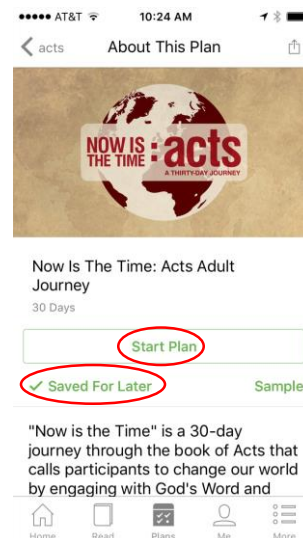 AT&T 10:24 AM
acts About This Plan
NOW IS
THE TIME : acts
A THIRTY-DAY JOURNEY
Now Is The Time: Acts Adult
Journey
30 Days
Start Plan
✓ Saved For Later Sample
"Now is the Time" is a 30-day
journey through the book of Acts that
calls participants to change our world
by engaging with God's Word and
Home Read Plans Me More